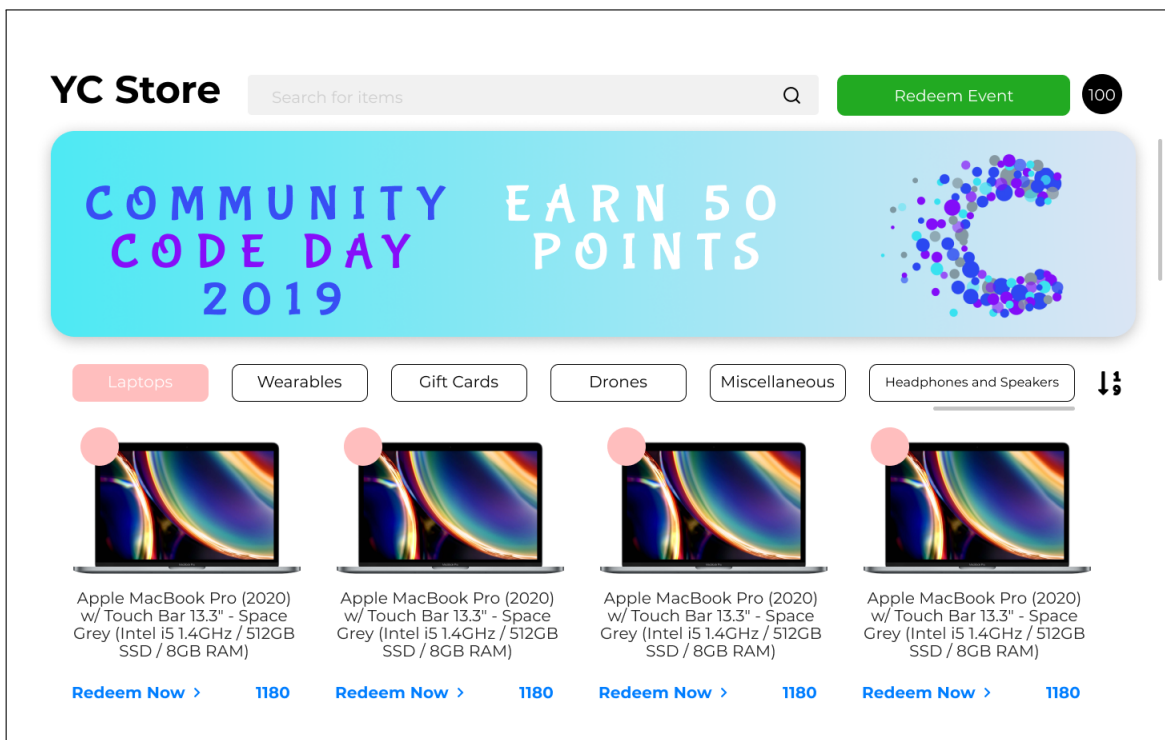 YC Store
Search for items
Redeem Event
100
COMMUNITY
CODE DAY
2019
EARN 50
POINTS
Laptops
Wearables
Gift Cards
Drones
Miscellaneous
Headphones and Speakers
1
9
Apple MacBook Pro (2020)
w/ Touch Bar 13.3" - Space
Grey (Intel i5 1.4GHz / 512GB
SSD / 8GB RAM)
Redeem Now >
1180
Apple MacBook Pro (2020)
w/ Touch Bar 13.3" - Space
Grey (Intel i5 1.4GHz / 512GB
SSD / 8GB RAM)
Redeem Now >
1180
Apple MacBook Pro (2020)
w/ Touch Bar 13.3" - Space
Grey (Intel i5 1.4GHz / 512GB
SSD / 8GB RAM)
Redeem Now >
1180
Apple MacBook Pro (2020)
w/ Touch Bar 13.3" - Space
Grey (Intel i5 1.4GHz / 512GB
SSD / 8GB RAM)
Redeem Now >
1180